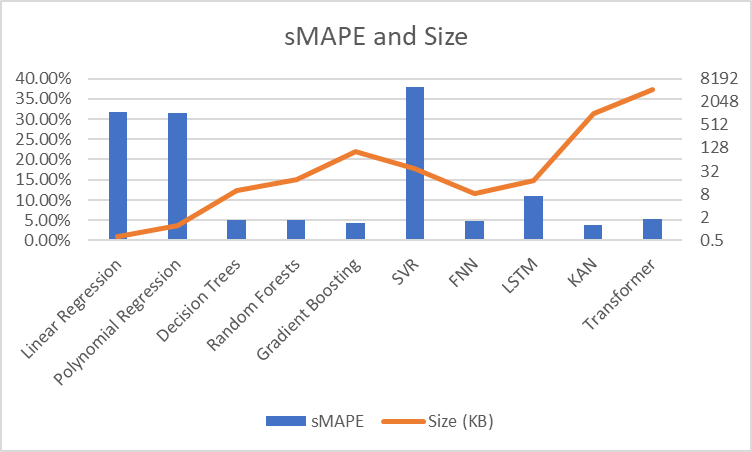 sMAPE and Size
40.00%
35.00%
30.00%
25.00%
20.00%
15.00%
10.00%
5.00%
0.00%
8192
2048
512
128
32
8
2
0.5
Linear Regression
Polynomial Regression
Decision Trees
Random Forests
Gradient Boosting
SVR
FNN
LSTM
KAN
Transformer
sMAPE
Size (KB)